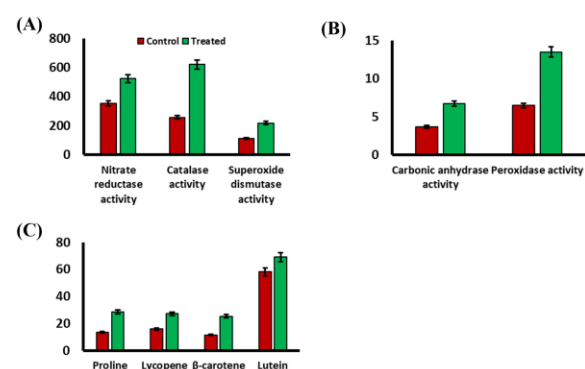 (A)
Control Treated
800
600
400
200
0
Nitrate Catalase Superoxide
reductase activity dismutase activity
activity
(B)
15
10
5
0
Carbonic anhydrase Peroxidase activity
activity
(C)
80
60
40
20
0
Proline Lycopene β-carotene Lutein